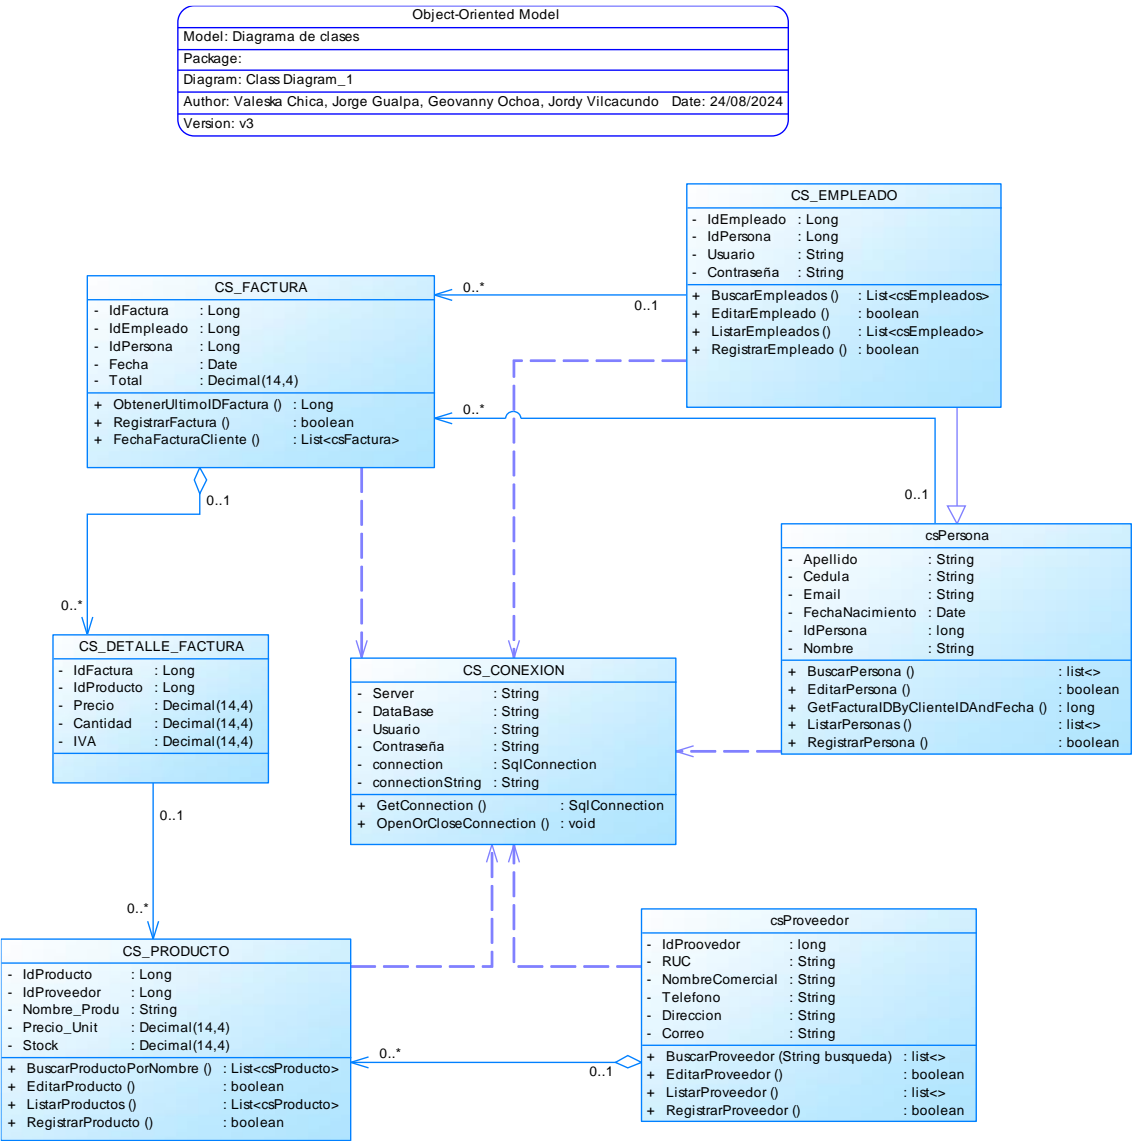 Object-Oriented Model
Model: Diagrama de clases
Package:
Diagram: Class Diagram_1
Author: Valeska Chica, Jorge Gualpa, Geovanny Ochoa, Jordy Vilcacundo Date: 24/08/2024
Version: v3
CS_EMPLEADO
- IdEmpleado : Long
- IdPersona : Long
- Usuario : String
- Contraseña : String
+ BuscarEmpleados () : List<csEmpleados>
+ EditarEmpleado () : boolean
+ ListarEmpleados () : List<csEmpleado>
+ RegistrarEmpleado () : boolean
0..*
0..1
CS_FACTURA
- IdFactura : Long
- IdEmpleado : Long
- IdPersona : Long
- Fecha : Date
- Total : Decimal(14,4)
+ ObtenerUltimoIDFactura () : Long
+ RegistrarFactura () : boolean
+ FechaFacturaCliente () : List<csFactura>
0..*
0..1
0..1
0..*
csPersona
- Apellido : String
- Cedula : String
- Email : String
- FechaNacimiento : Date
- IdPersona : long
- Nombre : String
+ BuscarPersona () : list<>
+ EditarPersona () : boolean
+ GetFacturaIDByClienteIDAndFecha () : long
+ ListarPersonas () : list<>
+ RegistrarPersona () : boolean
CS_DETALLE_FACTURA
- IdFactura : Long
- IdProducto : Long
- Precio : Decimal(14,4)
- Cantidad : Decimal(14,4)
- IVA : Decimal(14,4)
0..1
0..*
CS_CONEXION
- Server : String
- DataBase : String
- Usuario : String
- Contraseña : String
- connection : SqlConnection
- connectionString : String
+ GetConnection () : SqlConnection
+ OpenOrCloseConnection () : void
CS_PRODUCTO
- IdProducto : Long
- IdProveedor : Long
- Nombre_Produ : String
- Precio_Unit : Decimal(14,4)
- Stock : Decimal(14,4)
+ BuscarProductoPorNombre () : List<csProducto>
+ EditarProducto () : boolean
+ ListarProductos () : List<csProducto>
+ RegistrarProducto () : boolean
0..*
0..1
csProveedor
- IdProovedor : long
- RUC : String
- NombreComercial : String
- Telefono : String
- Direccion : String
- Correo : String
+ BuscarProveedor (String busqueda) : list<>
+ EditarProveedor () : boolean
+ ListarProveedor () : list<>
+ RegistrarProveedor () : boolean